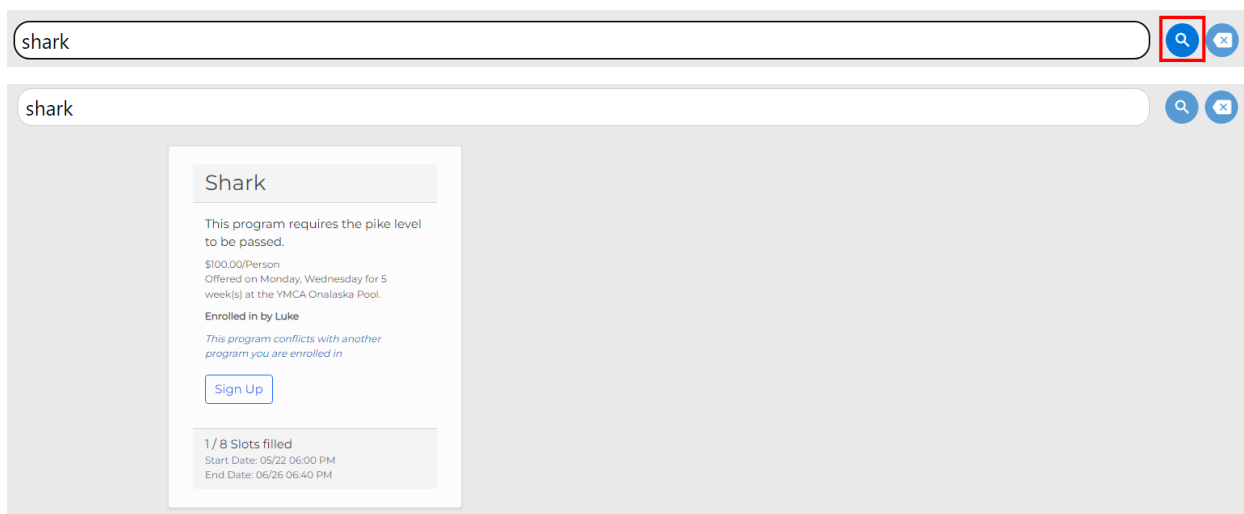 shark
shark
Shark
This program requires the pike level
to be passed.
$100.00/Person
Offered on Monday, Wednesday for 5
week(s) at the YMCA Onalaska Pool.
Enrolled in by Luke
This program conflicts with another
program you are enrolled in
Sign Up
1 / 8 Slots filled
Start Date: 05/22 06:00 PM
End Date: 06/26 06:40 PM